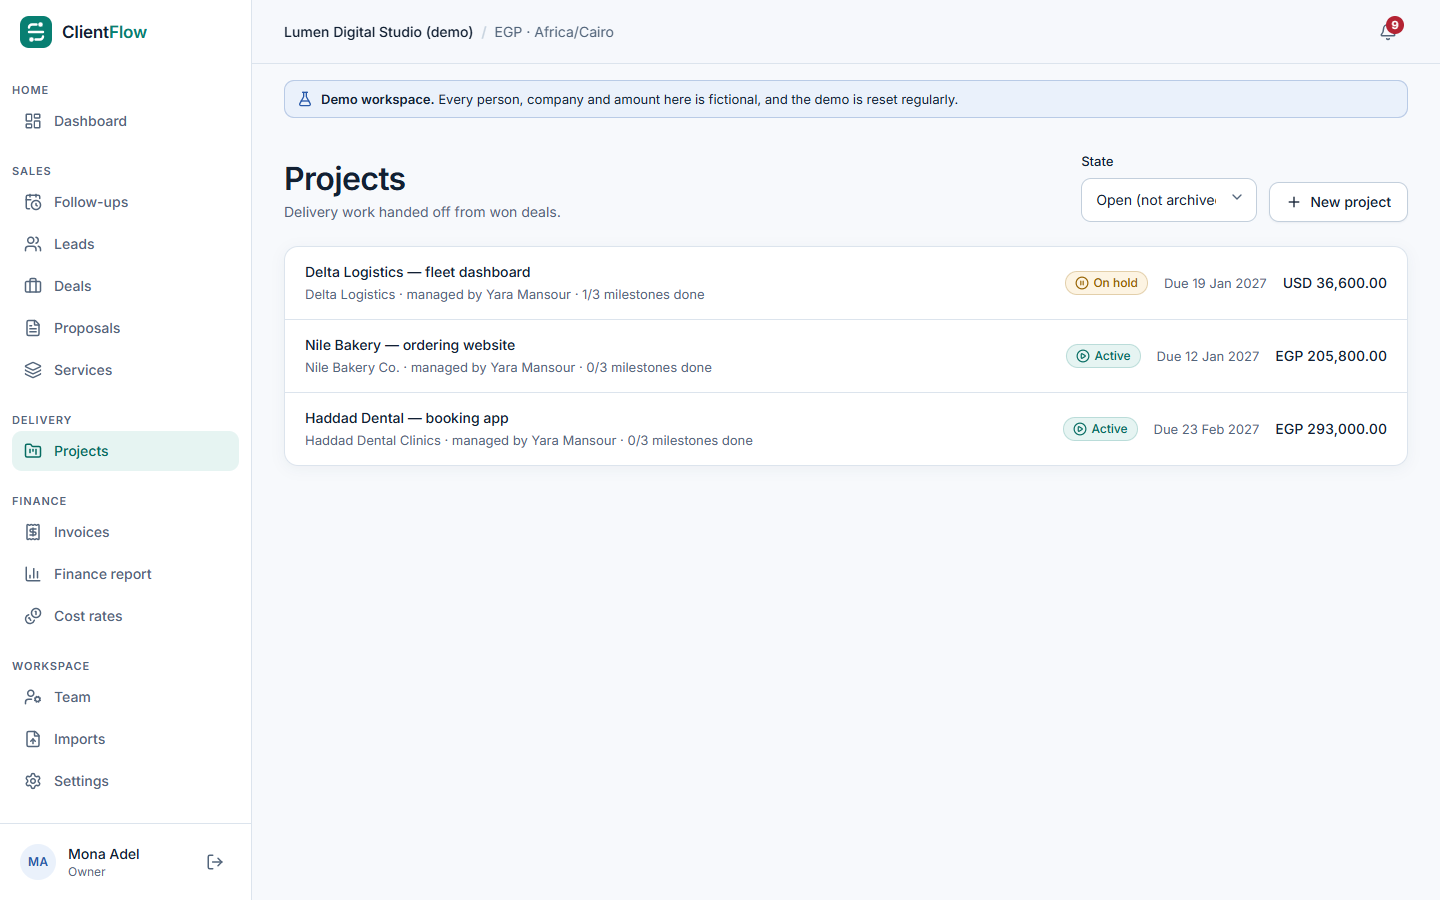 ClientFlow
HOME
Dashboard
SALES
Follow-ups
Leads
Deals
Proposals
Services
DELIVERY
Projects
FINANCE
Invoices
Finance report
Cost rates
WORKSPACE
Team
Imports
Settings
MA
Mona Adel
Owner
Lumen Digital Studio (demo) / EGP · Africa/Cairo
9
Demo workspace. Every person, company and amount here is fictional, and the demo is reset regularly.
Projects
Delivery work handed off from won deals.
State
Open (not archive
New project
Delta Logistics — fleet dashboard
Delta Logistics · managed by Yara Mansour · 1/3 milestones done
On hold Due 19 Jan 2027 USD 36,600.00
Nile Bakery — ordering website
Nile Bakery Co. · managed by Yara Mansour · 0/3 milestones done
Active Due 12 Jan 2027 EGP 205,800.00
Haddad Dental — booking app
Haddad Dental Clinics · managed by Yara Mansour · 0/3 milestones done
Active Due 23 Feb 2027 EGP 293,000.00